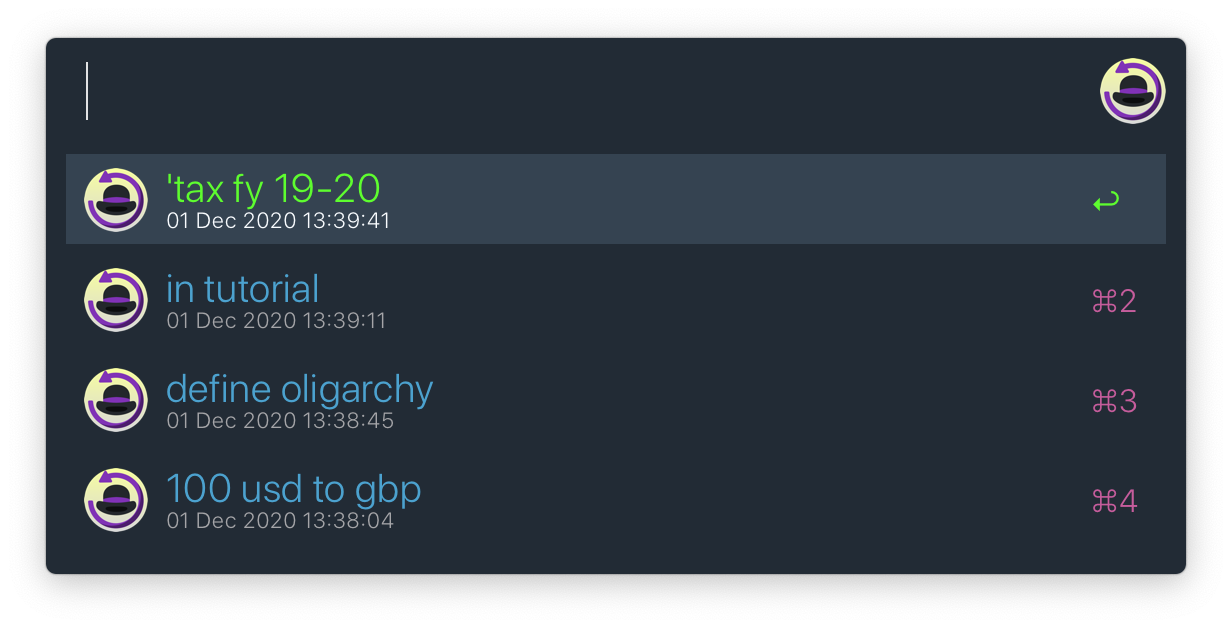 'tax fy 19-20
01 Dec 2020 13:39:41
↩
in tutorial
01 Dec 2020 13:39:11
⌘2
define oligarchy
01 Dec 2020 13:38:45
⌘3
100 usd to gbp
01 Dec 2020 13:38:04
⌘4